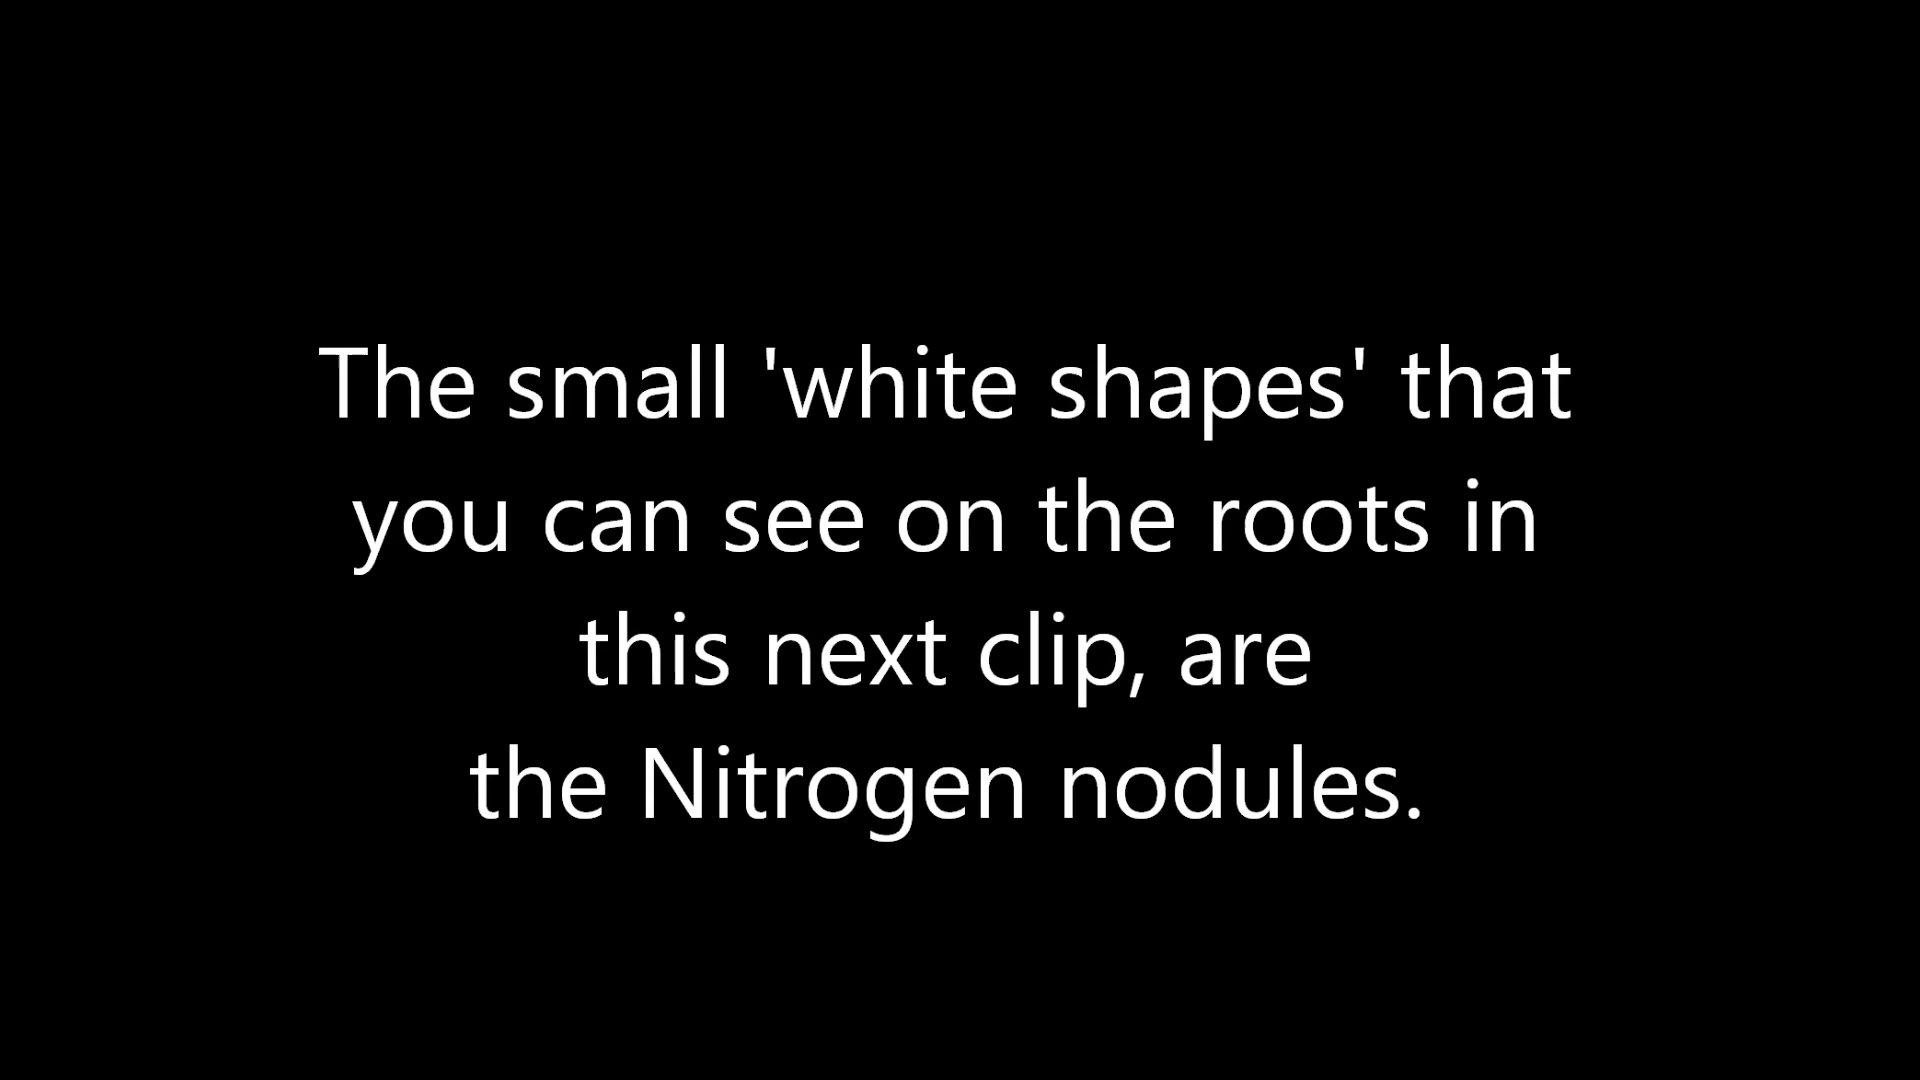 The small 'white shapes' that
you can see on the roots in
this next clip, are
the Nitrogen nodules.